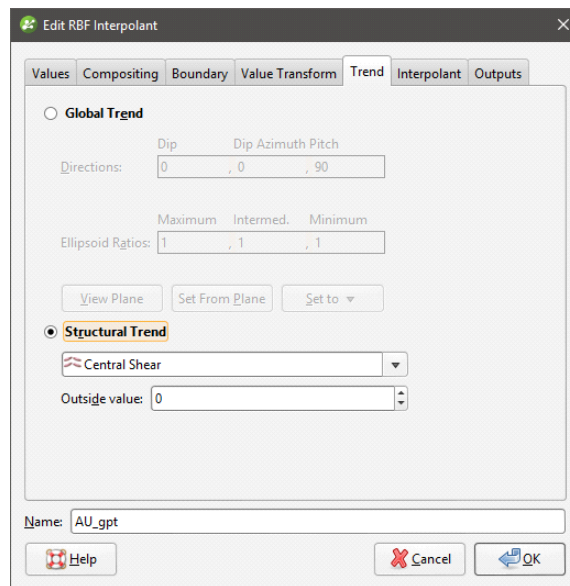 Edit RBF Interpolant
Values Compositing Boundary Value Transform Trend Interpolant Outputs
Global Trend
Dip Dip Azimuth Pitch
Directions: 0 , 0 , 90
Maximum Intermed. Minimum
Ellipsoid Ratios: 1 , 1 , 1
View Plane Set From Plane Set to
Structural Trend
Central Shear
Outside value: 0
Name: AU_gpt
Help Cancel OK